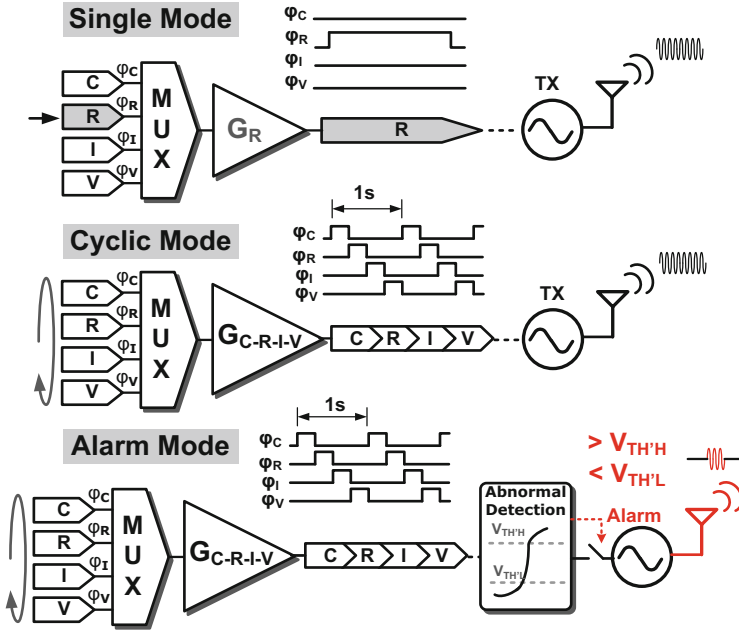 Single Mode
φC
φR
φI
φV
C φC
R φR
I φI
V φV
MUX
GR
R
TX
Cyclic Mode
1s
φC
φR
φI
φV
C φC
R φR
I φI
V φV
MUX
GC-R-I-V
C R I V
TX
Alarm Mode
1s
φC
φR
φI
φV
> VTH'H
< VTH'L
C φC
R φR
I φI
V φV
MUX
GC-R-I-V
C R I V
Abnormal
Detection
VTH'H
VTH'L
Alarm